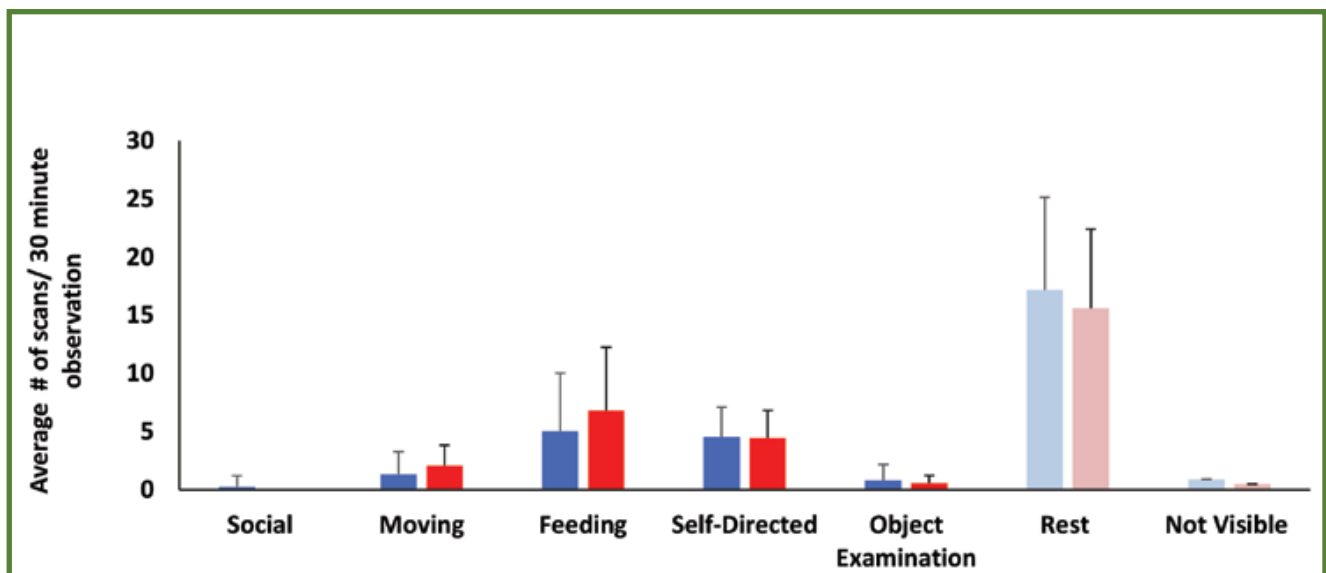 Average # of scans/ 30 minute
observation
30
25
20
15
10
5
0
Social
Moving
Feeding
Self-Directed
Object
Examination
Rest
Not Visible